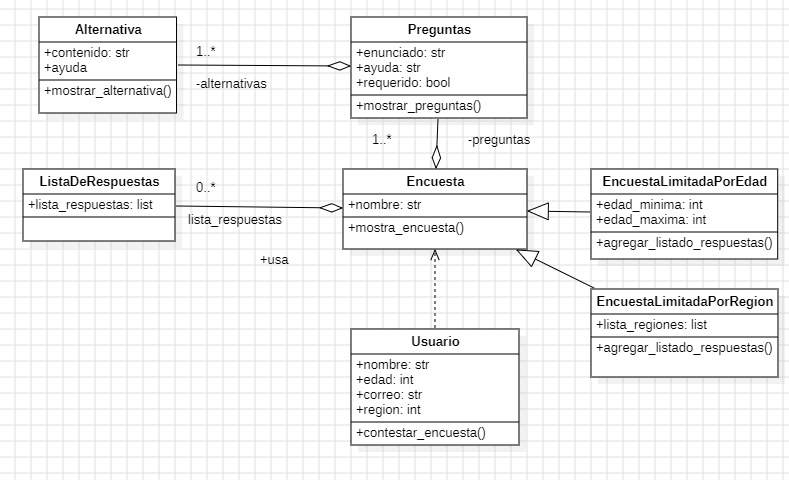 Alternativa
+contenido: str
+ayuda
+mostrar_alternativa()
1..*
-alternativas
Preguntas
+enunciado: str
+ayuda: str
+requerido: bool
+mostrar_preguntas()
1..*
-preguntas
ListaDeRespuestas
+lista_respuestas: list
0..*
lista_respuestas
Encuesta
+nombre: str
+mostra_encuesta()
EncuestaLimitadaPorEdad
+edad_minima: int
+edad_maxima: int
+agregar_listado_respuestas()
+usa
EncuestaLimitadaPorRegion
+lista_regiones: list
+agregar_listado_respuestas()
Usuario
+nombre: str
+edad: int
+correo: str
+region: int
+contestar_encuesta()